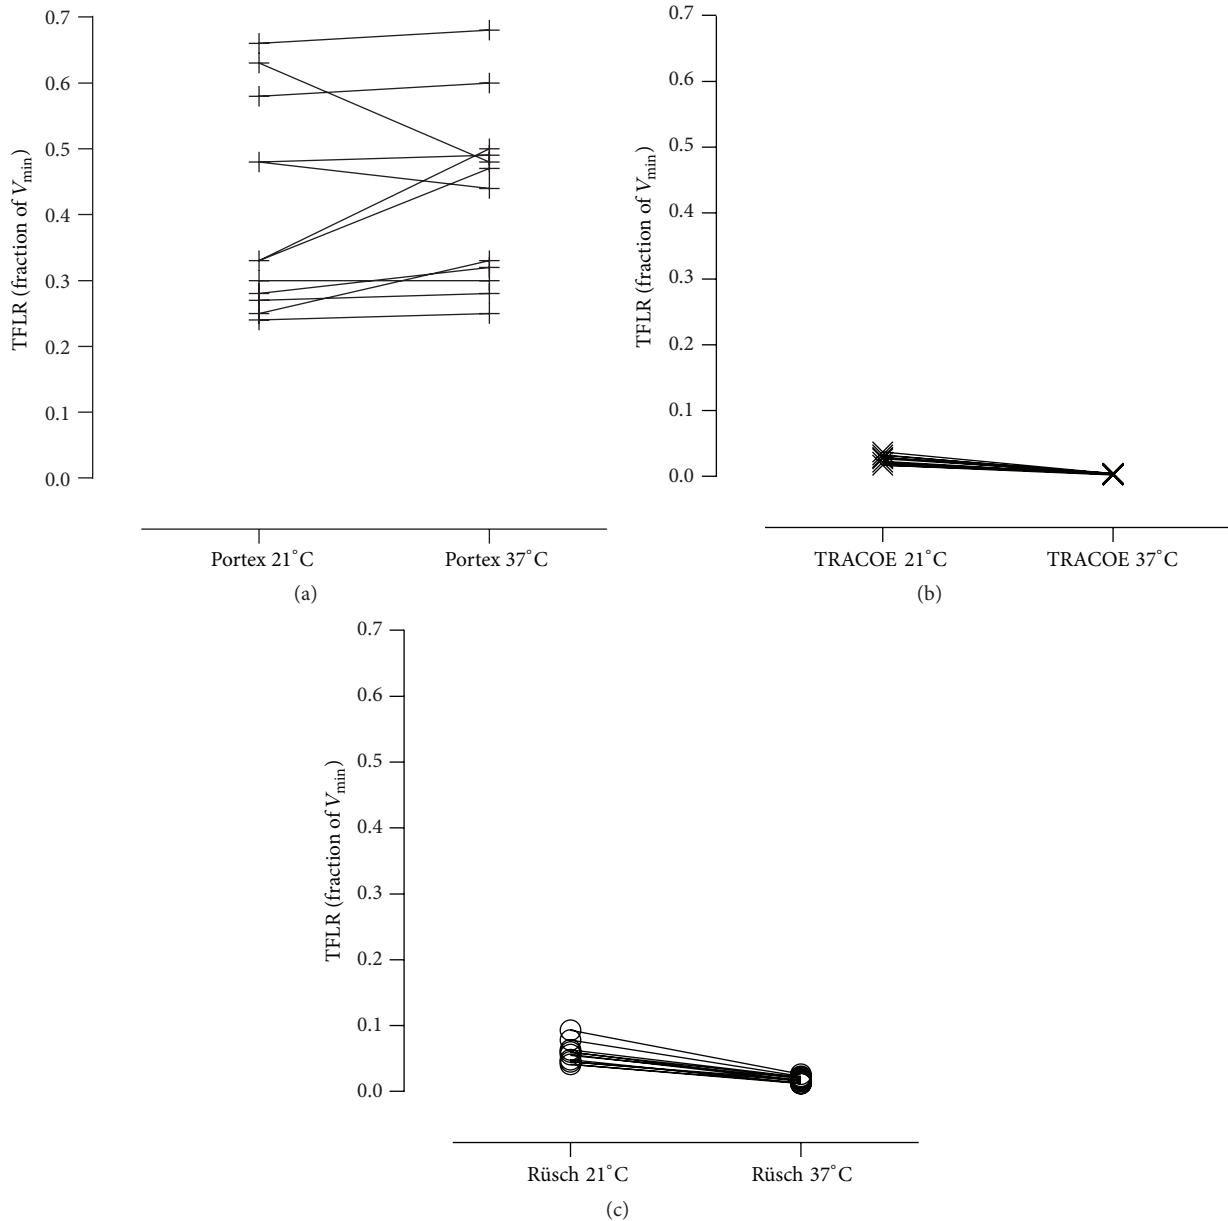 0.7
0.6
0.5
0.4
0.3
0.2
0.1
0.0
TFLR (fraction of Vmin)
Portex 21°C
Portex 37°C
(a)
0.7
0.6
0.5
0.4
0.3
0.2
0.1
0.0
TFLR (fraction of Vmin)
TRACOE 21°C
TRACOE 37°C
(b)
0.7
0.6
0.5
0.4
0.3
0.2
0.1
0.0
TFLR (fraction of Vmin)
Rüsch 21°C
Rüsch 37°C
(c)